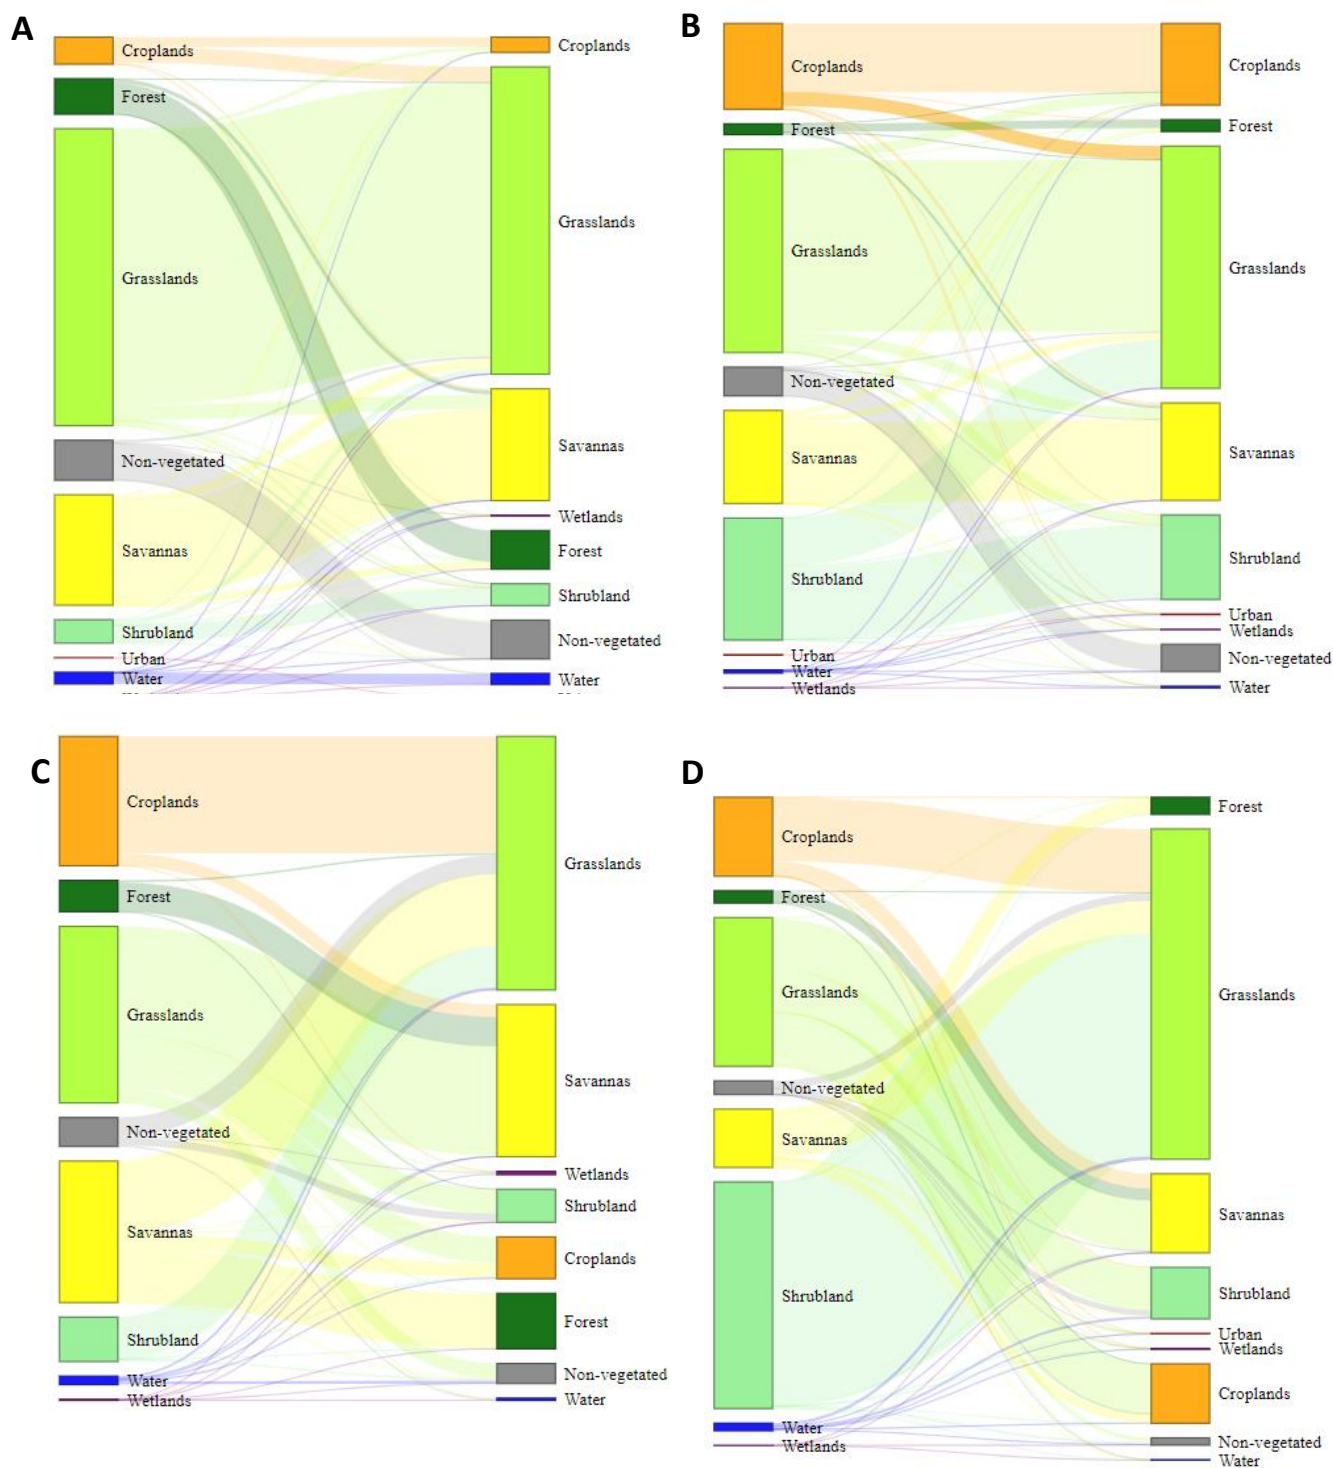 A
Croplands
Forest
Grasslands
Non-vegetated
Savannas
Shrubland
Urban
Water
Croplands
Grasslands
Savannas
Wetlands
Forest
Shrubland
Non-vegetated
Water
B
Croplands
Forest
Grasslands
Non-vegetated
Savannas
Shrubland
Urban
Water
Wetlands
Croplands
Forest
Grasslands
Savannas
Shrubland
Urban
Wetlands
Non-vegetated
Water
C
Croplands
Forest
Grasslands
Non-vegetated
Savannas
Shrubland
Water
Wetlands
Grasslands
Savannas
Wetlands
Shrubland
Croplands
Forest
Non-vegetated
Water
D
Croplands
Forest
Grasslands
Non-vegetated
Savannas
Shrubland
Water
Wetlands
Forest
Grasslands
Savannas
Shrubland
Urban
Wetlands
Croplands
Non-vegetated
Water